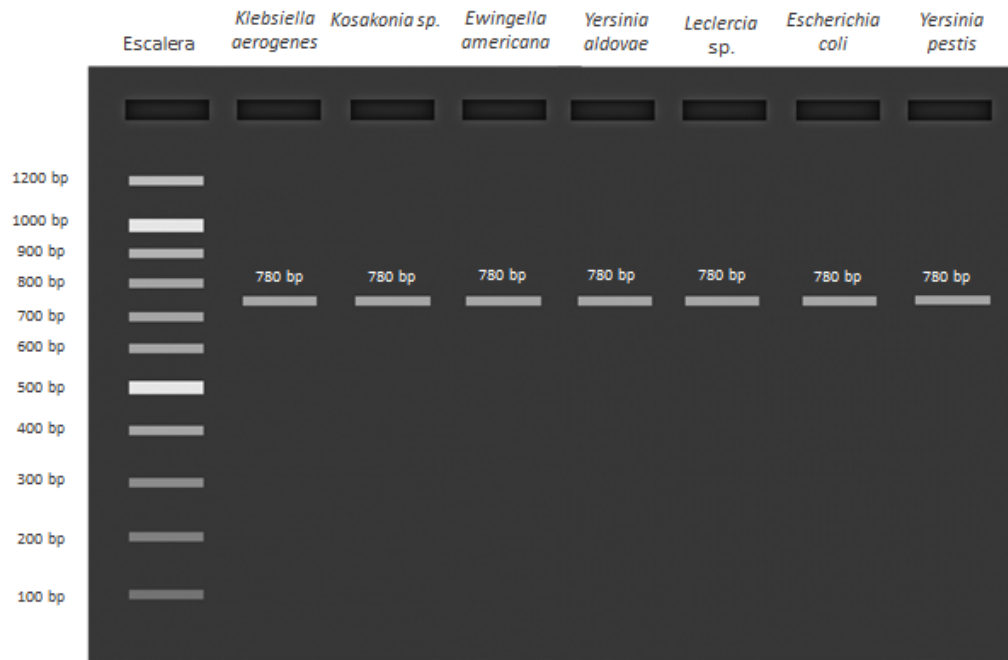 Escalera
Klebsiella
aerogenes
Kosakonia sp.
Ewingella
americana
Yersinia
aldovae
Leclercia
sp.
Escherichia
coli
Yersinia
pestis
1200 bp
1000 bp
900 bp
800 bp
700 bp
600 bp
500 bp
400 bp
300 bp
200 bp
100 bp
780 bp
780 bp
780 bp
780 bp
780 bp
780 bp
780 bp